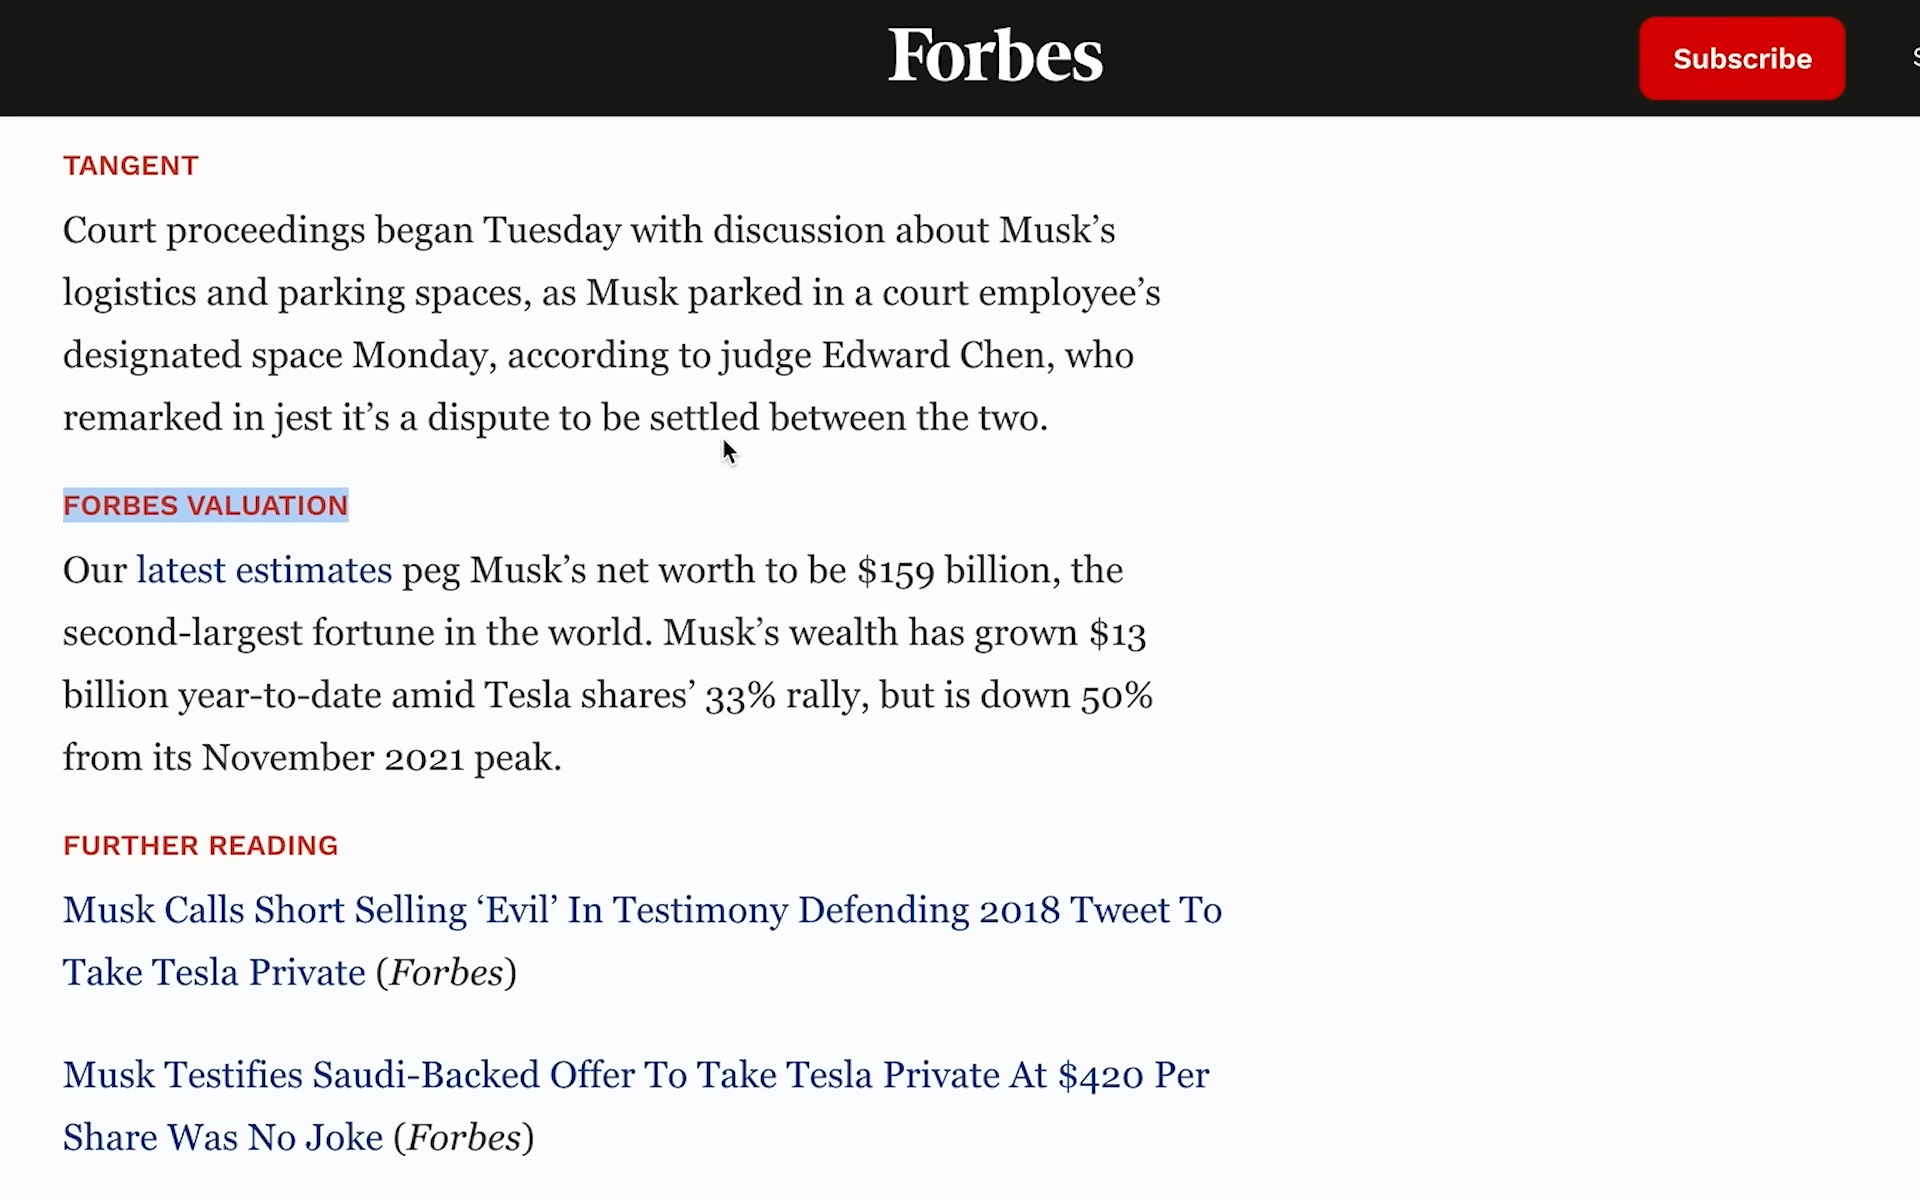 Forbes
Subscribe
TANGENT
Court proceedings began Tuesday with discussion about Musk’s
logistics and parking spaces, as Musk parked in a court employee’s
designated space Monday, according to judge Edward Chen, who
remarked in jest it’s a dispute to be settled between the two.
FORBES VALUATION
Our latest estimates peg Musk’s net worth to be $159 billion, the
second-largest fortune in the world. Musk’s wealth has grown $13
billion year-to-date amid Tesla shares’ 33% rally, but is down 50%
from its November 2021 peak.
FURTHER READING
Musk Calls Short Selling ‘Evil’ In Testimony Defending 2018 Tweet To
Take Tesla Private (Forbes)
Musk Testifies Saudi-Backed Offer To Take Tesla Private At $420 Per
Share Was No Joke (Forbes)